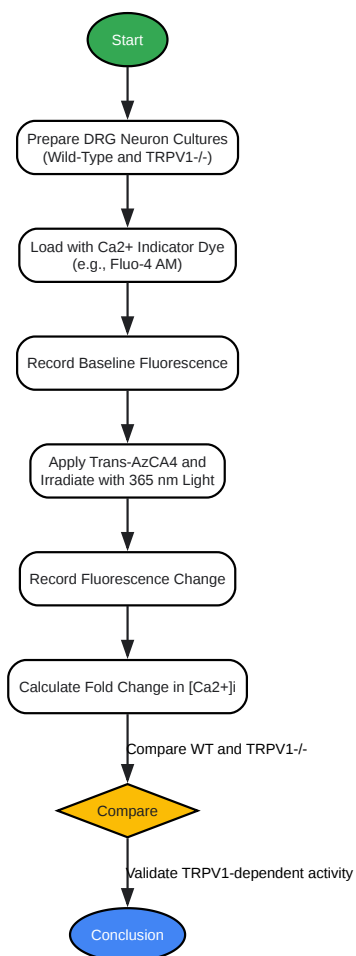 Start
Prepare DRG Neuron Cultures
(Wild-Type and TRPV1-/-)
Load with Ca2+ Indicator Dye
(e.g., Fluo-4 AM)
Record Baseline Fluorescence
Apply Trans-AzCA4 and
Irradiate with 365 nm Light
Record Fluorescence Change
Calculate Fold Change in [Ca2+]i
Compare WT and TRPV1-/-
Compare
Validate TRPV1-dependent activity
Conclusion